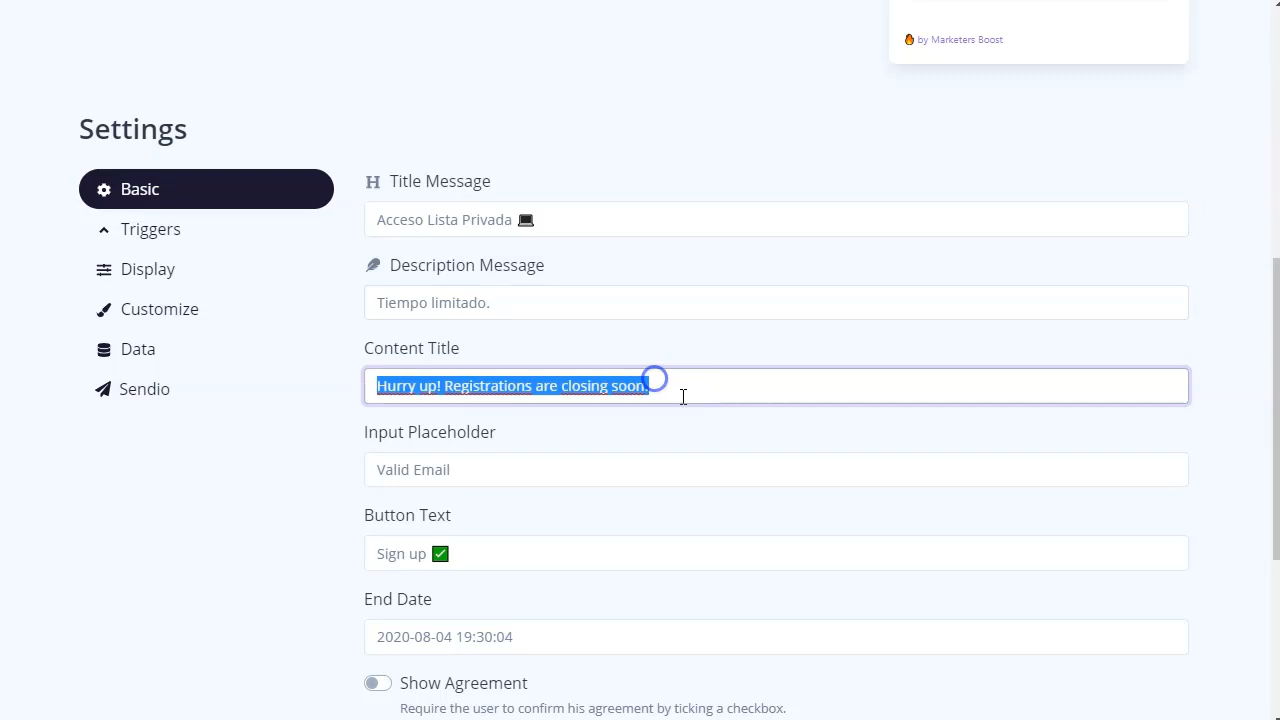 🔥 by Marketers Boost
Settings
Basic
Triggers
Display
Customize
Data
Sendio
Title Message
Acceso Lista Privada 💻
Description Message
Tiempo limitado.
Content Title
Hurry up! Registrations are closing soon.
Input Placeholder
Valid Email
Button Text
Sign up ✅
End Date
2020-08-04 19:30:04
Show Agreement
Require the user to confirm his agreement by ticking a checkbox.